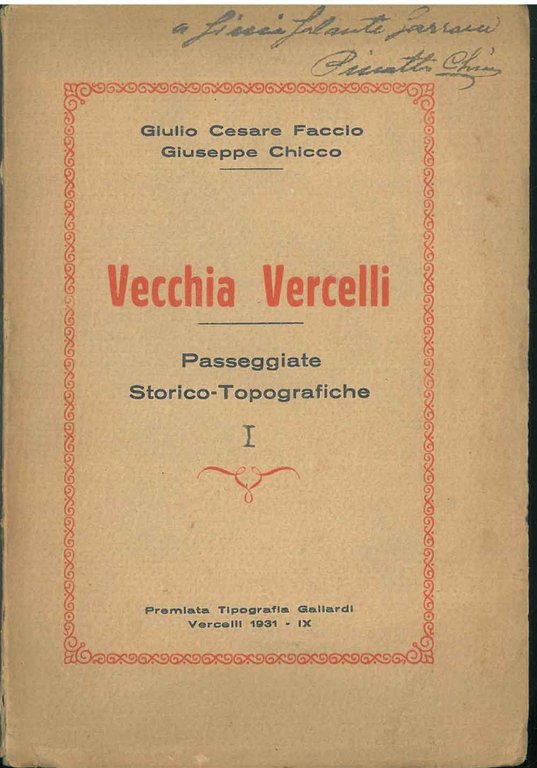 a
Giulio Cesare Faccio
Giuseppe Chicco
Vecchia Vercelli
Passeggiate
Storico-Topografiche
I
Premiata Tipografia Gallardi
Vercelli 1931 - IX